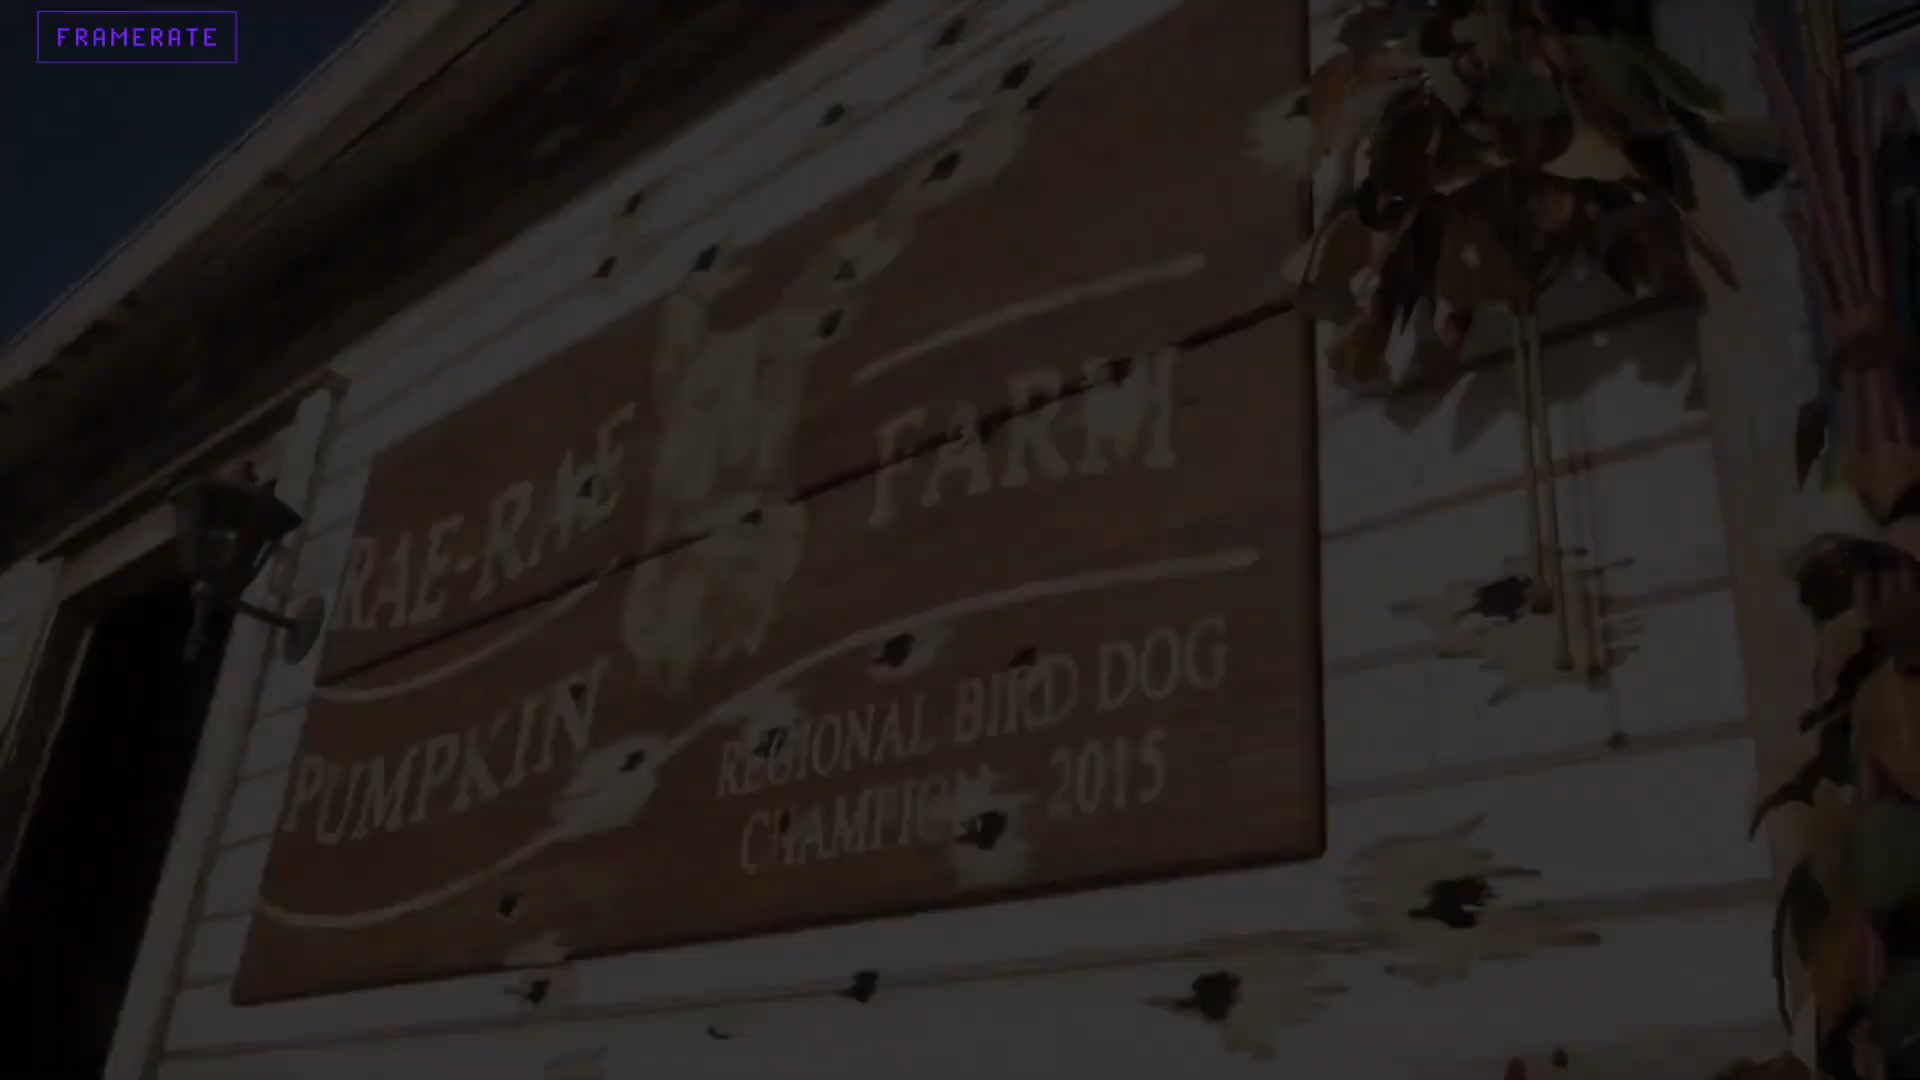 FRAMERATE
RAE-RAE
FARM
PUMPKIN
REGIONAL BIRD DOG
CHAMPION - 2015